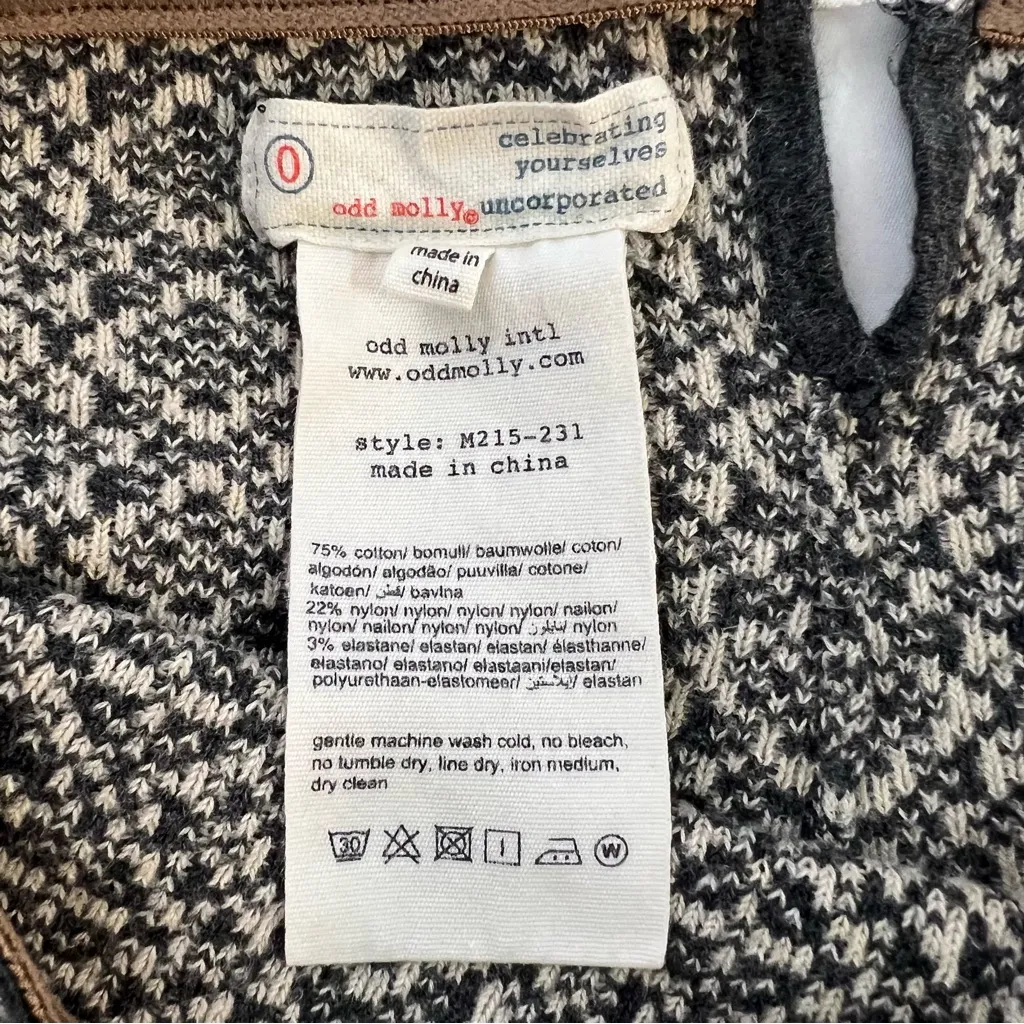 0
celebrating
yourselves
odd molly® uncorporated
made in
china
odd molly intl
www.oddmolly.com
style: M215-231
made in china
75% cotton/ bomull/ baumwolle/ coton/
algodón/ algodão/ puuvilla/ cotone/
katoen/ قطن/ bavlna
22% nylon/ nylon/ nylon/ nylon/ nailon/
nylon/ nailon/ nylon/ nylon/ نايلون/ nylon
3% elastane/ elastan/ elastan/ élasthanne/
elastano/ elastano/ elastaani/elastan/
polyurethaan-elastomeer/ إيلاستين/ elastan
gentle machine wash cold, no bleach,
no tumble dry, line dry, iron medium,
dry clean
30
W